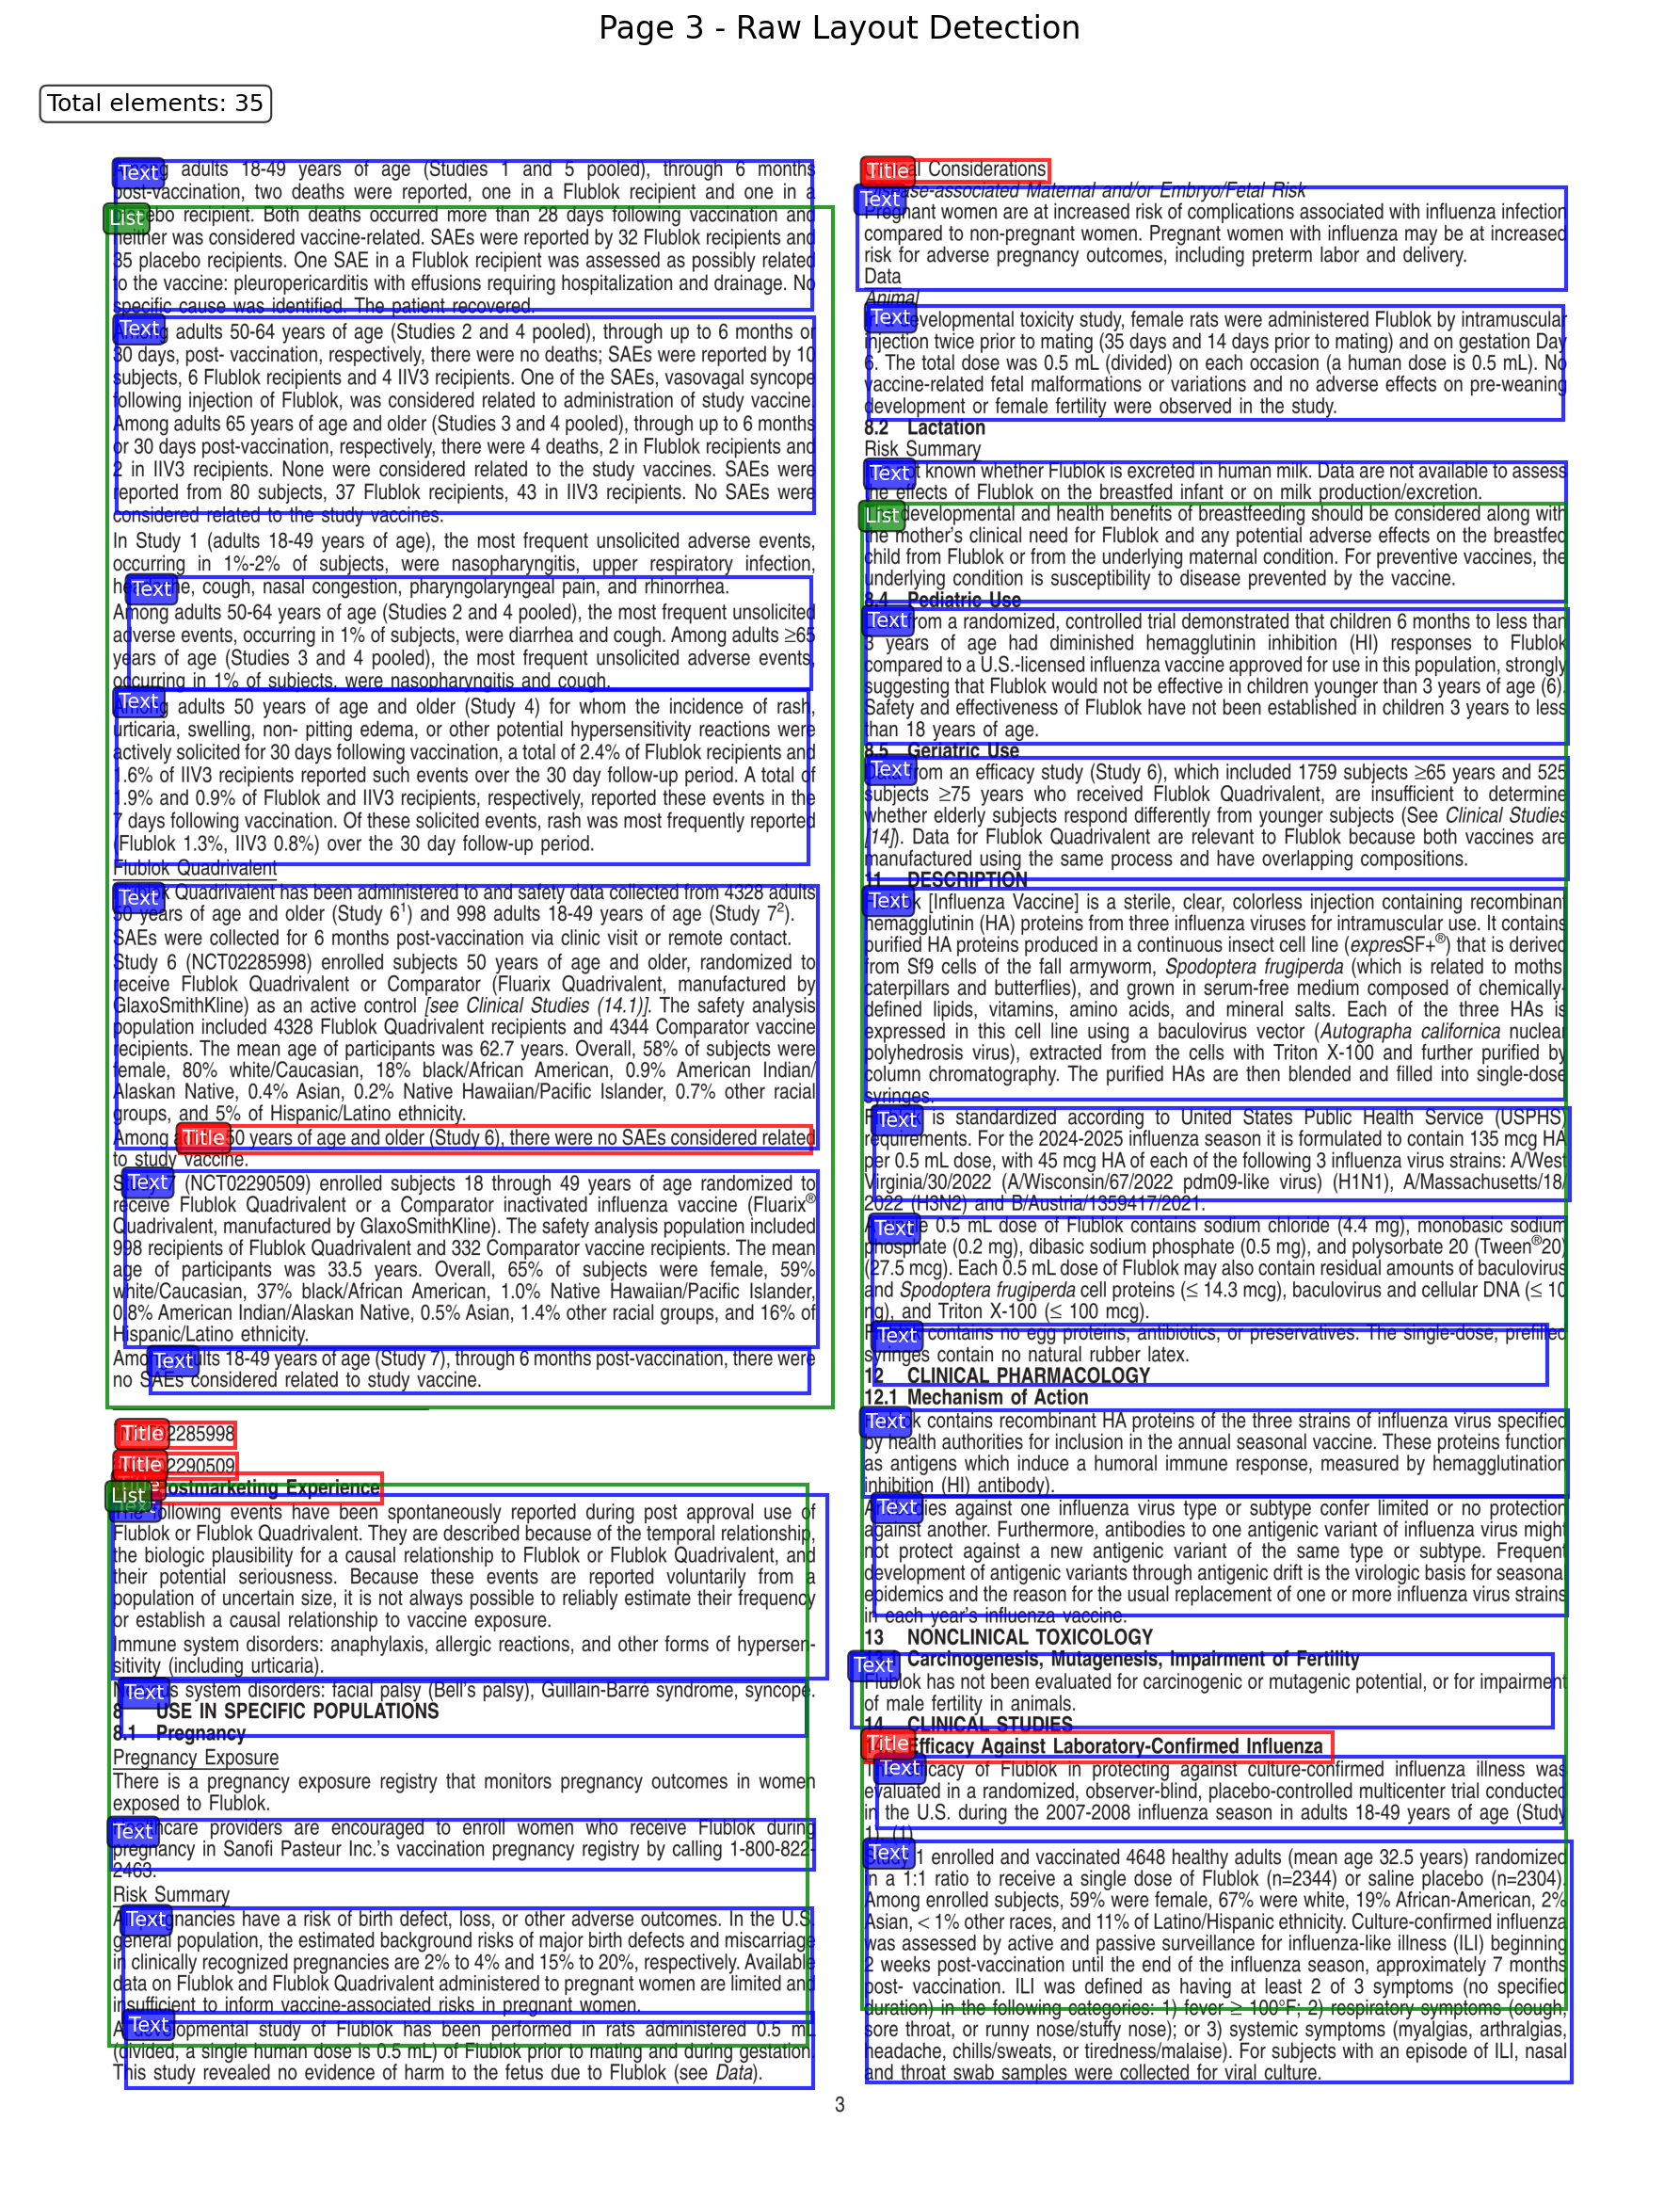 Page 3 - Raw Layout Detection
Total elements: 35
Text adults 18-49 years of age (Studies 1 and 5 pooled), through 6 months
post-vaccination, two deaths were reported, one in a Flublok recipient and one in a
List recipient. Both deaths occurred more than 28 days following vaccination and
neither was considered vaccine-related. SAEs were reported by 32 Flublok recipients and
35 placebo recipients. One SAE in a Flublok recipient was assessed as possibly related
to the vaccine: pleuropericarditis with effusions requiring hospitalization and drainage. No
specific cause was identified. The patient recovered.
Text adults 50-64 years of age (Studies 2 and 4 pooled), through up to 6 months or
30 days, post- vaccination, respectively, there were no deaths; SAEs were reported by 10
subjects, 6 Flublok recipients and 4 IIV3 recipients. One of the SAEs, vasovagal syncope
following injection of Flublok, was considered related to administration of study vaccine.
Among adults 65 years of age and older (Studies 3 and 4 pooled), through up to 6 months
or 30 days post-vaccination, respectively, there were 4 deaths, 2 in Flublok recipients and
2 in IIV3 recipients. None were considered related to the study vaccines. SAEs were
reported from 80 subjects, 37 Flublok recipients, 43 in IIV3 recipients. No SAEs were
considered related to the study vaccines.
In Study 1 (adults 18-49 years of age), the most frequent unsolicited adverse events,
occurring in 1%-2% of subjects, were nasopharyngitis, upper respiratory infection,
Text cough, nasal congestion, pharyngolaryngeal pain, and rhinorrhea.
Among adults 50-64 years of age (Studies 2 and 4 pooled), the most frequent unsolicited
adverse events, occurring in 1% of subjects, were diarrhea and cough. Among adults ≥65
years of age (Studies 3 and 4 pooled), the most frequent unsolicited adverse events,
occurring in 1% of subjects, were nasopharyngitis and cough.
Text adults 50 years of age and older (Study 4) for whom the incidence of rash,
urticaria, swelling, non- pitting edema, or other potential hypersensitivity reactions were
actively solicited for 30 days following vaccination, a total of 2.4% of Flublok recipients and
1.6% of IIV3 recipients reported such events over the 30 day follow-up period. A total of
1.9% and 0.9% of Flublok and IIV3 recipients, respectively, reported these events in the
7 days following vaccination. Of these solicited events, rash was most frequently reported
(Flublok 1.3%, IIV3 0.8%) over the 30 day follow-up period.
Flublok Quadrivalent
Text Quadrivalent has been administered to and safety data collected from 4328 adults
50 years of age and older (Study 6¹) and 998 adults 18-49 years of age (Study 7²).
SAEs were collected for 6 months post-vaccination via clinic visit or remote contact.
Study 6 (NCT02285998) enrolled subjects 50 years of age and older, randomized to
receive Flublok Quadrivalent or Comparator (Fluarix Quadrivalent, manufactured by
GlaxoSmithKline) as an active control [see Clinical Studies (14.1)]. The safety analysis
population included 4328 Flublok Quadrivalent recipients and 4344 Comparator vaccine
recipients. The mean age of participants was 62.7 years. Overall, 58% of subjects were
female, 80% white/Caucasian, 18% black/African American, 0.9% American Indian/
Alaskan Native, 0.4% Asian, 0.2% Native Hawaiian/Pacific Islander, 0.7% other racial
groups, and 5% of Hispanic/Latino ethnicity.
Among Title 50 years of age and older (Study 6), there were no SAEs considered related
to study vaccine.
Text (NCT02290509) enrolled subjects 18 through 49 years of age randomized to
receive Flublok Quadrivalent or a Comparator inactivated influenza vaccine (Fluarix®
Quadrivalent, manufactured by GlaxoSmithKline). The safety analysis population included
998 recipients of Flublok Quadrivalent and 332 Comparator vaccine recipients. The mean
age of participants was 33.5 years. Overall, 65% of subjects were female, 59%
white/Caucasian, 37% black/African American, 1.0% Native Hawaiian/Pacific Islander,
0.8% American Indian/Alaskan Native, 0.5% Asian, 1.4% other racial groups, and 16% of
Hispanic/Latino ethnicity.
Among Text 18-49 years of age (Study 7), through 6 months post-vaccination, there were
no SAEs considered related to study vaccine.
Title 2285998
Title 2290509
Title Postmarketing Experience
List
Text
The following events have been spontaneously reported during post approval use of
Flublok or Flublok Quadrivalent. They are described because of the temporal relationship,
the biologic plausibility for a causal relationship to Flublok or Flublok Quadrivalent, and
their potential seriousness. Because these events are reported voluntarily from a
population of uncertain size, it is not always possible to reliably estimate their frequency
or establish a causal relationship to vaccine exposure.
Immune system disorders: anaphylaxis, allergic reactions, and other forms of hypersen-
sitivity (including urticaria).
Text system disorders: facial palsy (Bell's palsy), Guillain-Barré syndrome, syncope.
8 USE IN SPECIFIC POPULATIONS
8.1 Pregnancy
Pregnancy Exposure
There is a pregnancy exposure registry that monitors pregnancy outcomes in women
exposed to Flublok.
Text providers are encouraged to enroll women who receive Flublok during
pregnancy in Sanofi Pasteur Inc.'s vaccination pregnancy registry by calling 1-800-822-
2463.
Risk Summary
Text pregnancies have a risk of birth defect, loss, or other adverse outcomes. In the U.S.
general population, the estimated background risks of major birth defects and miscarriage
in clinically recognized pregnancies are 2% to 4% and 15% to 20%, respectively. Available
data on Flublok and Flublok Quadrivalent administered to pregnant women are limited and
insufficient to inform vaccine-associated risks in pregnant women.
A Text developmental study of Flublok has been performed in rats administered 0.5 mL
(divided, a single human dose is 0.5 mL) of Flublok prior to mating and during gestation.
This study revealed no evidence of harm to the fetus due to Flublok (see Data).
Title Considerations
Disease-associated Maternal and/or Embryo/Fetal Risk
Text
Pregnant women are at increased risk of complications associated with influenza infection
compared to non-pregnant women. Pregnant women with influenza may be at increased
risk for adverse pregnancy outcomes, including preterm labor and delivery.
Data
Animal
Text developmental toxicity study, female rats were administered Flublok by intramuscular
injection twice prior to mating (35 days and 14 days prior to mating) and on gestation Day
6. The total dose was 0.5 mL (divided) on each occasion (a human dose is 0.5 mL). No
vaccine-related fetal malformations or variations and no adverse effects on pre-weaning
development or female fertility were observed in the study.
8.2 Lactation
Risk Summary
Text known whether Flublok is excreted in human milk. Data are not available to assess
the effects of Flublok on the breastfed infant or on milk production/excretion.
List developmental and health benefits of breastfeeding should be considered along with
the mother's clinical need for Flublok and any potential adverse effects on the breastfed
child from Flublok or from the underlying maternal condition. For preventive vaccines, the
underlying condition is susceptibility to disease prevented by the vaccine.
8.4 Pediatric Use
Text from a randomized, controlled trial demonstrated that children 6 months to less than
3 years of age had diminished hemagglutinin inhibition (HI) responses to Flublok
compared to a U.S.-licensed influenza vaccine approved for use in this population, strongly
suggesting that Flublok would not be effective in children younger than 3 years of age (6).
Safety and effectiveness of Flublok have not been established in children 3 years to less
than 18 years of age.
8.5 Geriatric Use
Text from an efficacy study (Study 6), which included 1759 subjects ≥65 years and 525
subjects ≥75 years who received Flublok Quadrivalent, are insufficient to determine
whether elderly subjects respond differently from younger subjects (See Clinical Studies
[14]). Data for Flublok Quadrivalent are relevant to Flublok because both vaccines are
manufactured using the same process and have overlapping compositions.
11 DESCRIPTION
Text [Influenza Vaccine] is a sterile, clear, colorless injection containing recombinant
hemagglutinin (HA) proteins from three influenza viruses for intramuscular use. It contains
purified HA proteins produced in a continuous insect cell line (expresSF+®) that is derived
from Sf9 cells of the fall armyworm, Spodoptera frugiperda (which is related to moths,
caterpillars and butterflies), and grown in serum-free medium composed of chemically-
defined lipids, vitamins, amino acids, and mineral salts. Each of the three HAs is
expressed in this cell line using a baculovirus vector (Autographa californica nuclear
polyhedrosis virus), extracted from the cells with Triton X-100 and further purified by
column chromatography. The purified HAs are then blended and filled into single-dose
syringes.
Text is standardized according to United States Public Health Service (USPHS)
requirements. For the 2024-2025 influenza season it is formulated to contain 135 mcg HA
per 0.5 mL dose, with 45 mcg HA of each of the following 3 influenza virus strains: A/West
Virginia/30/2022 (A/Wisconsin/67/2022 pdm09-like virus) (H1N1), A/Massachusetts/18/
2022 (H3N2) and B/Austria/1359417/2021.
Text 0.5 mL dose of Flublok contains sodium chloride (4.4 mg), monobasic sodium
phosphate (0.2 mg), dibasic sodium phosphate (0.5 mg), and polysorbate 20 (Tween®20)
(27.5 mcg). Each 0.5 mL dose of Flublok may also contain residual amounts of baculovirus
and Spodoptera frugiperda cell proteins (≤ 14.3 mcg), baculovirus and cellular DNA (≤ 10
ng), and Triton X-100 (≤ 100 mcg).
Text contains no egg proteins, antibiotics, or preservatives. The single-dose, prefilled
syringes contain no natural rubber latex.
12 CLINICAL PHARMACOLOGY
12.1 Mechanism of Action
Text contains recombinant HA proteins of the three strains of influenza virus specified
by health authorities for inclusion in the annual seasonal vaccine. These proteins function
as antigens which induce a humoral immune response, measured by hemagglutination
inhibition (HI) antibody).
Text against one influenza virus type or subtype confer limited or no protection
against another. Furthermore, antibodies to one antigenic variant of influenza virus might
not protect against a new antigenic variant of the same type or subtype. Frequent
development of antigenic variants through antigenic drift is the virologic basis for seasonal
epidemics and the reason for the usual replacement of one or more influenza virus strains
in each year's influenza vaccine.
13 NONCLINICAL TOXICOLOGY
Text Carcinogenesis, Mutagenesis, Impairment of Fertility
Flublok has not been evaluated for carcinogenic or mutagenic potential, or for impairment
of male fertility in animals.
14 CLINICAL STUDIES
Title Efficacy Against Laboratory-Confirmed Influenza
Text efficacy of Flublok in protecting against culture-confirmed influenza illness was
evaluated in a randomized, observer-blind, placebo-controlled multicenter trial conducted
in the U.S. during the 2007-2008 influenza season in adults 18-49 years of age (Study
1). (1)
Text 1 enrolled and vaccinated 4648 healthy adults (mean age 32.5 years) randomized
in a 1:1 ratio to receive a single dose of Flublok (n=2344) or saline placebo (n=2304).
Among enrolled subjects, 59% were female, 67% were white, 19% African-American, 2%
Asian, < 1% other races, and 11% of Latino/Hispanic ethnicity. Culture-confirmed influenza
was assessed by active and passive surveillance for influenza-like illness (ILI) beginning
2 weeks post-vaccination until the end of the influenza season, approximately 7 months
post- vaccination. ILI was defined as having at least 2 of 3 symptoms (no specified
duration) in the following categories: 1) fever ≥ 100°F; 2) respiratory symptoms (cough,
sore throat, or runny nose/stuffy nose); or 3) systemic symptoms (myalgias, arthralgias,
headache, chills/sweats, or tiredness/malaise). For subjects with an episode of ILI, nasal
and throat swab samples were collected for viral culture.
3